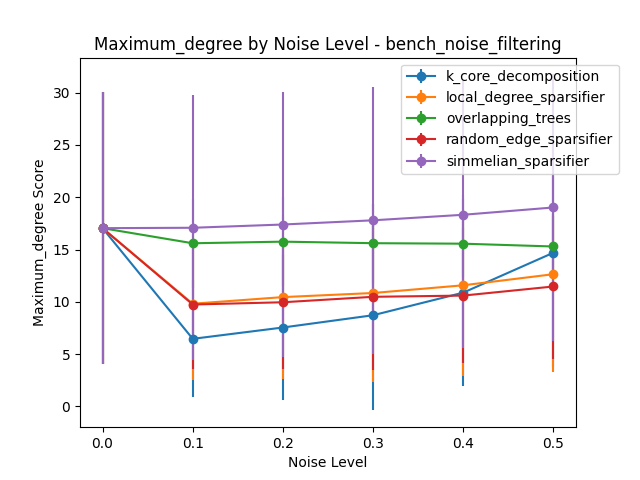 Maximum_degree by Noise Level - bench_noise_filtering
k_core_decomposition
local_degree_sparsifier
overlapping_trees
random_edge_sparsifier
simmelian_sparsifier
Maximum_degree Score
30
25
20
15
10
5
0
0.0 0.1 0.2 0.3 0.4 0.5
Noise Level